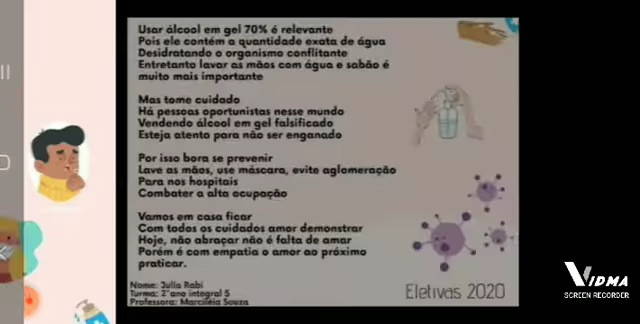 Usar álcool em gel 70% é relevante
Pois ele contém a quantidade exata de água
Desidratando o organismo conflitante
Entretanto lavar as mãos com água e sabão é
muito mais importante
Mas tome cuidado
Há pessoas oportunistas nesse mundo
Vendendo álcool em gel falsificado
Esteja atento para não ser enganado
Por isso bora se prevenir
Lave as mãos, use máscara, evite aglomeração
Para nos hospitais
Combater a alta ocupação
Vamos em casa ficar
Com todos os cuidados amor demonstrar
Hoje, não abraçar não é falta de amar
Porém é com empatia o amor ao próximo
praticar.
Nome: Julia Rabi
Turma: 2°ano integral 5
Professora: Marciléia Souza
Eletivas 2020
VIDMA
SCREEN RECORDER